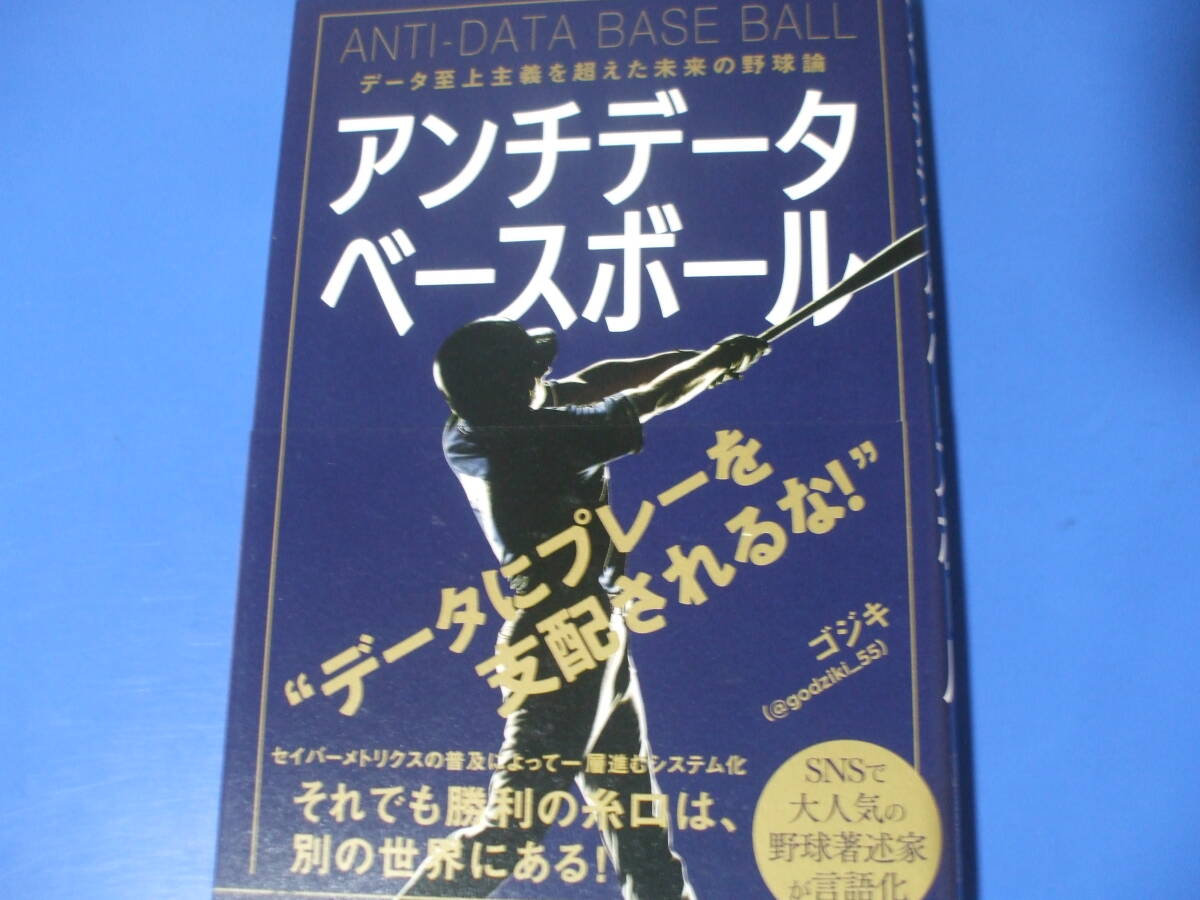 ANTI-DATA BASE BALL
データ至上主義を超えた未来の野球論
アンチデータ
ベースボール
“データにプレーを
支配されるな!”
ゴジキ
(@godziki_55)
セイバーメトリクスの普及によって一層進むシステム化
それでも勝利の糸口は、
別の世界にある!
SNSで
大人気の
野球著述家
が言語化